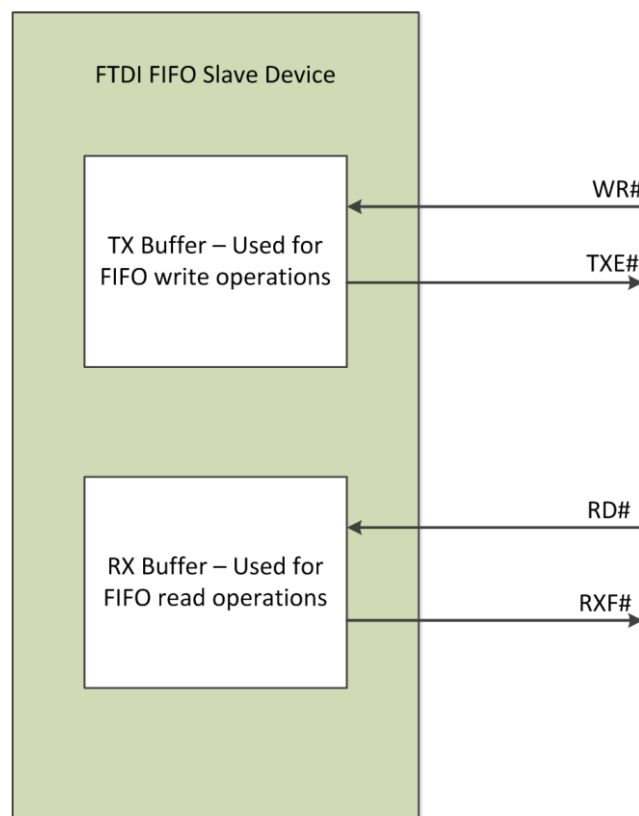 FTDI FIFO Slave Device
WR#
TX Buffer – Used for
FIFO write operations
TXE#
RD#
RX Buffer – Used for
FIFO read operations
RXF#